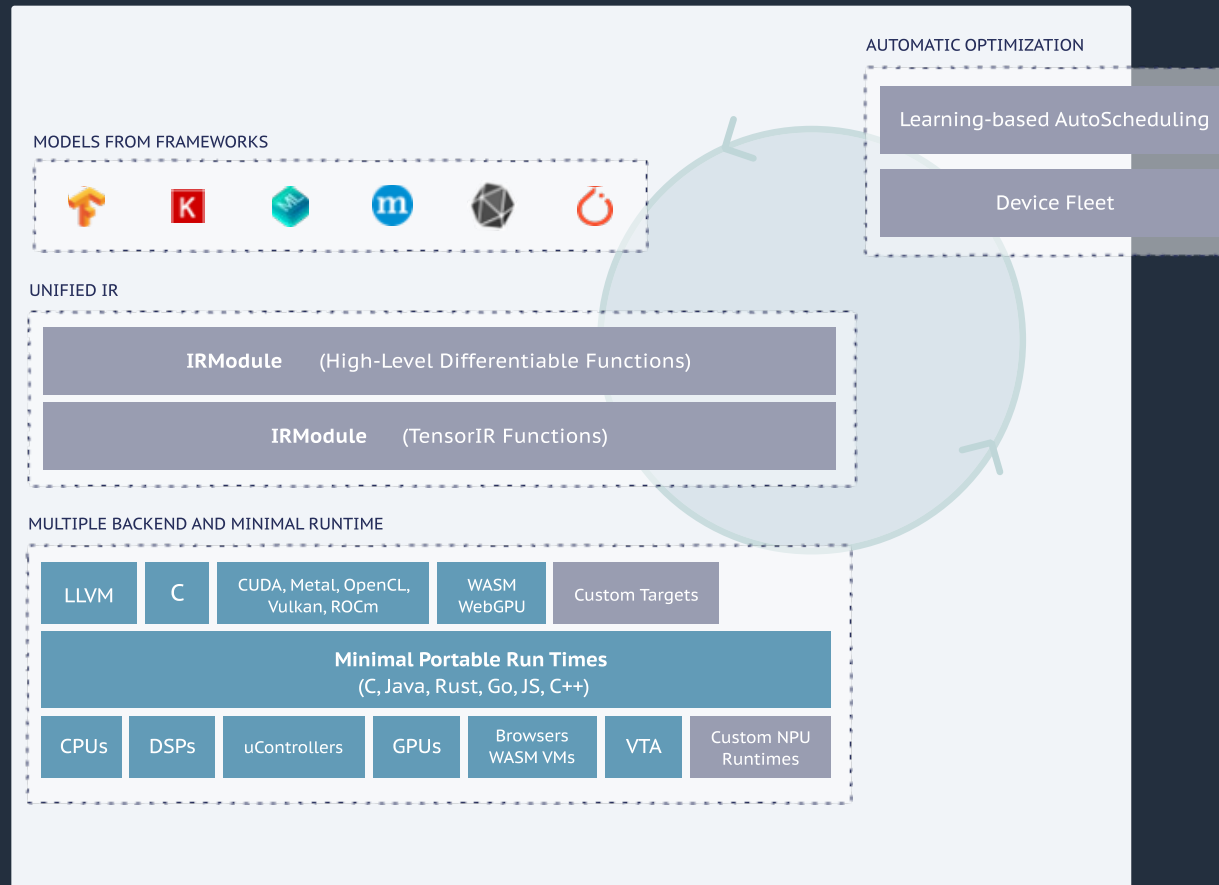 AUTOMATIC OPTIMIZATION
Learning-based AutoScheduling
Device Fleet
MODELS FROM FRAMEWORKS
K
ML
m
UNIFIED IR
IRModule (High-Level Differentiable Functions)
IRModule (TensorIR Functions)
MULTIPLE BACKEND AND MINIMAL RUNTIME
LLVM
C
CUDA, Metal, OpenCL,
Vulkan, ROCm
WASM
WebGPU
Custom Targets
Minimal Portable Run Times
(C, Java, Rust, Go, JS, C++)
CPUs
DSPs
uControllers
GPUs
Browsers
WASM VMs
VTA
Custom NPU
Runtimes